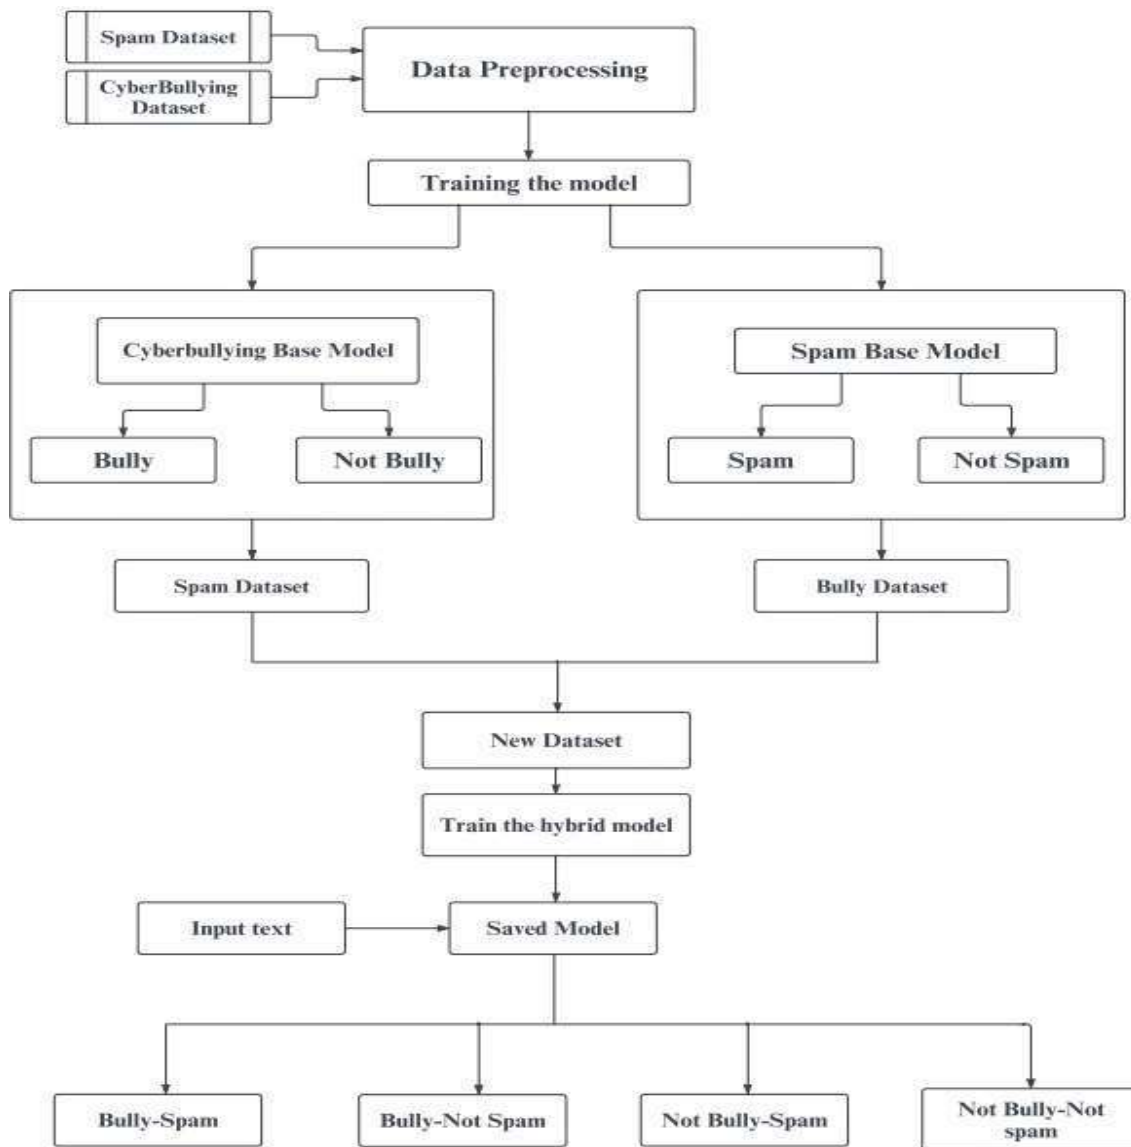 Spam Dataset
CyberBullying
Dataset
Data Preprocessing
Training the model
Cyberbullying Base Model
Bully
Not Bully
Spam Base Model
Spam
Not Spam
Spam Dataset
Bully Dataset
New Dataset
Train the hybrid model
Input text
Saved Model
Bully-Spam
Bully-Not Spam
Not Bully-Spam
Not Bully-Not
spam